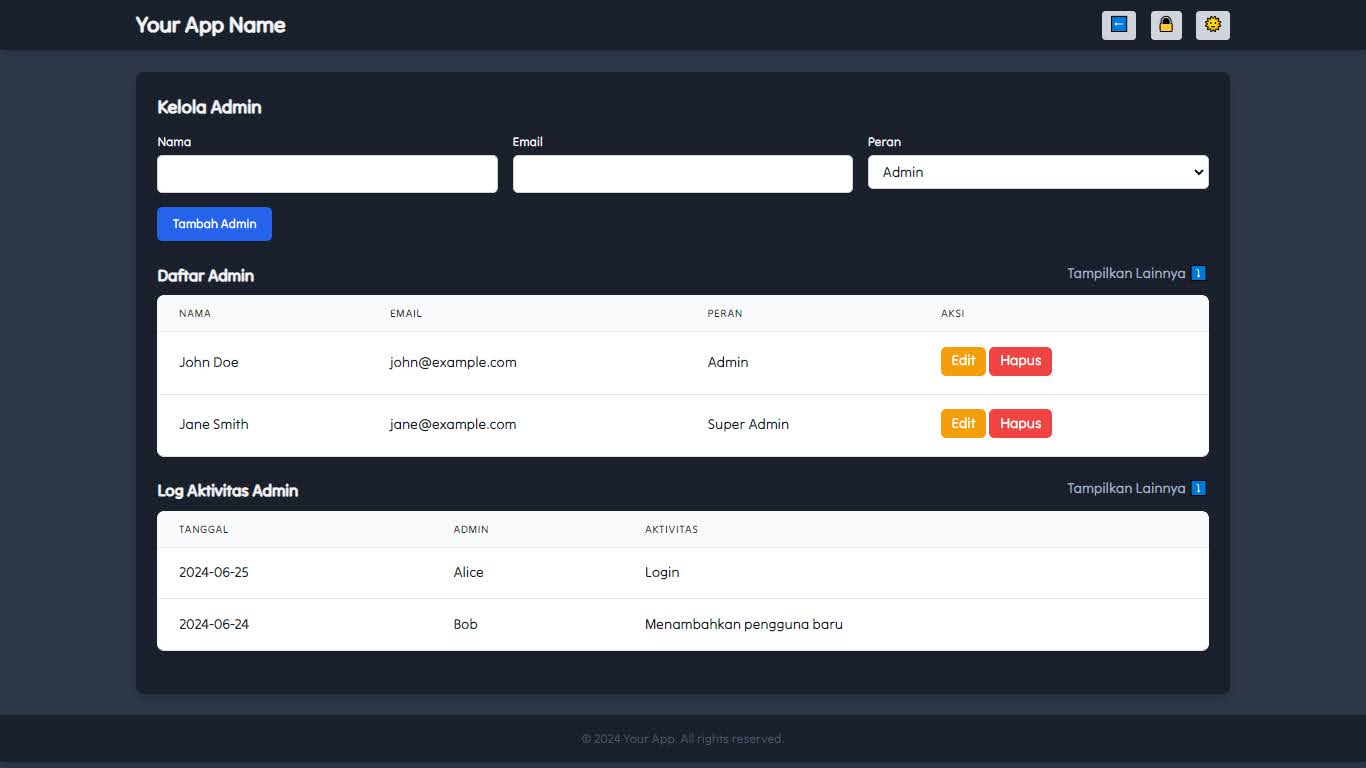 Your App Name
Kelola Admin
Nama Email Peran
Admin
Tambah Admin
Daftar Admin Tampilkan Lainnya
NAMA EMAIL PERAN AKSI
John Doe john@example.com Admin Edit Hapus
Jane Smith jane@example.com Super Admin Edit Hapus
Log Aktivitas Admin Tampilkan Lainnya
TANGGAL ADMIN AKTIVITAS
2024-06-25 Alice Login
2024-06-24 Bob Menambahkan pengguna baru
© 2024 Your App. All rights reserved.